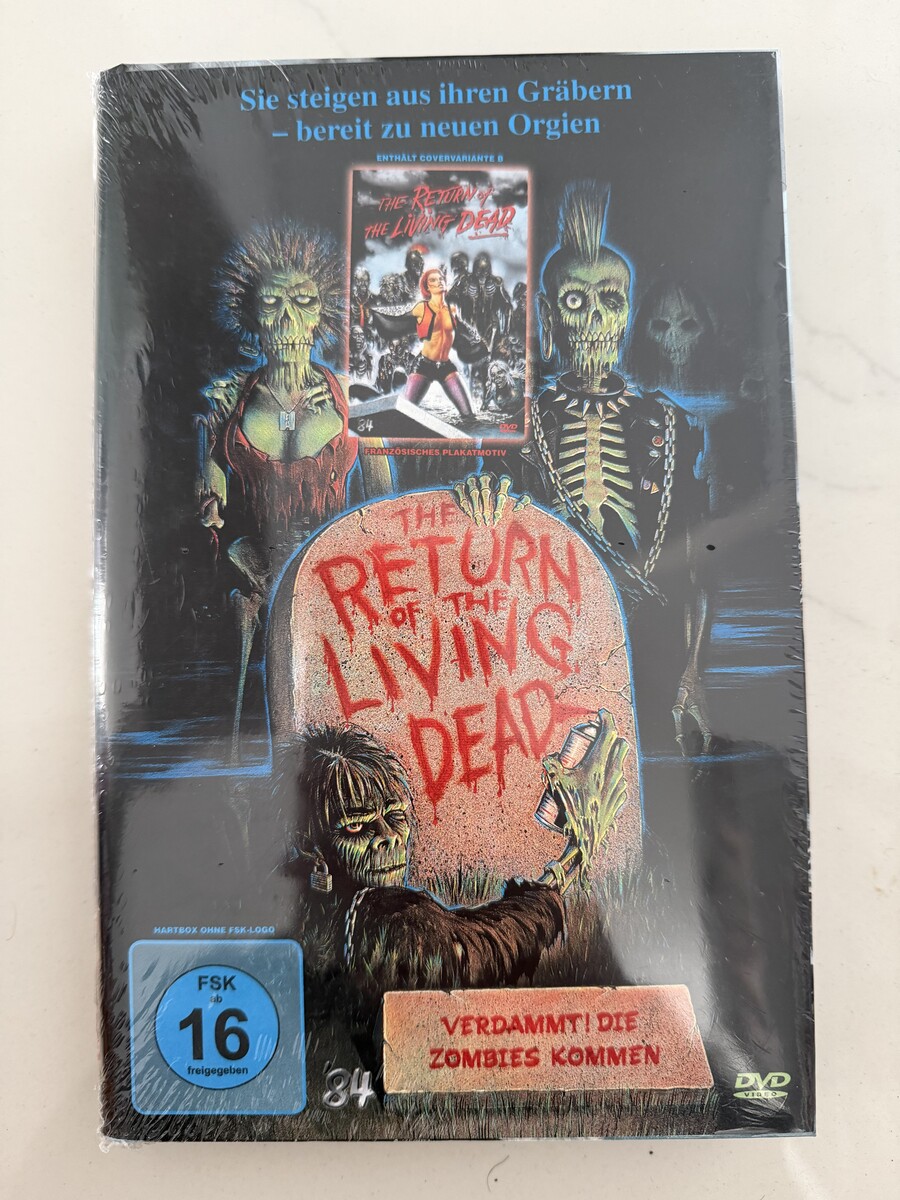 Sie steigen aus ihren Gräbern
– bereit zu neuen Orgien
ENTHÄLT COVERVARIANTE B
THE RETURN of
THE LIVING DEAD
'84
DVD
FRANZÖSISCHES PLAKATMOTIV
THE
RETURN
OF THE
LIVING
DEAD
HARTBOX OHNE FSK-LOGO
FSK
ab
16
freigegeben
'84
VERDAMMT! DIE
ZOMBIES KOMMEN
DVD
VIDEO